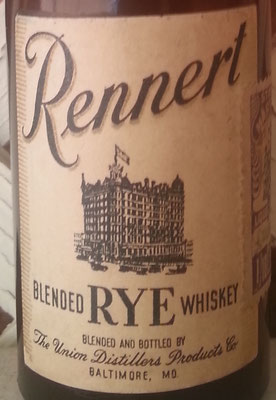 Rennert
BLENDED RYE WHISKEY
BLENDED AND BOTTLED BY
The Union Distillers Products Co
BALTIMORE, MD.